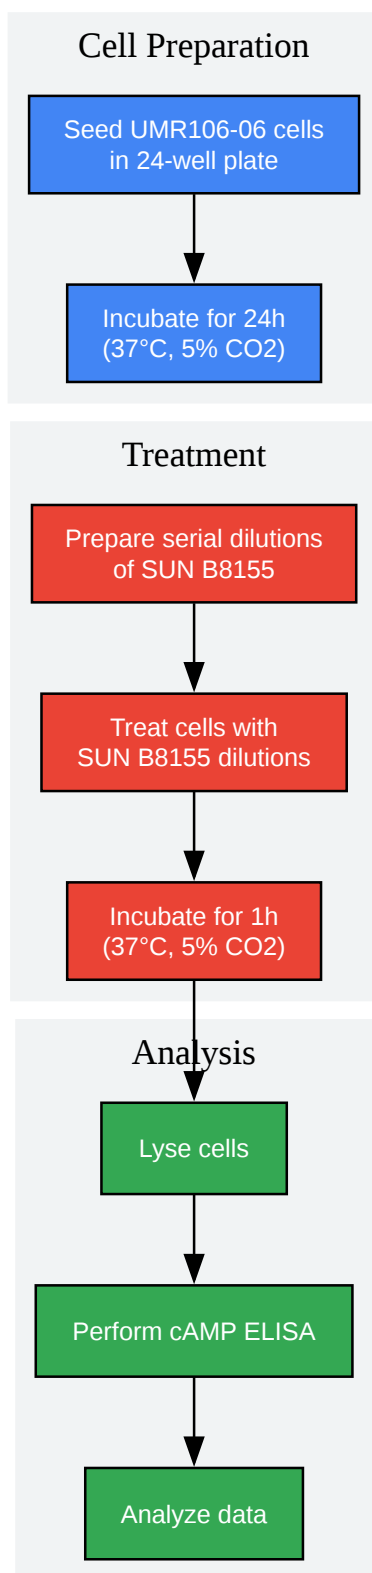 Cell Preparation
Seed UMR106-06 cells
in 24-well plate
Incubate for 24h
(37°C, 5% CO2)
Treatment
Prepare serial dilutions
of SUN B8155
Treat cells with
SUN B8155 dilutions
Incubate for 1h
(37°C, 5% CO2)
Analysis
Lyse cells
Perform cAMP ELISA
Analyze data